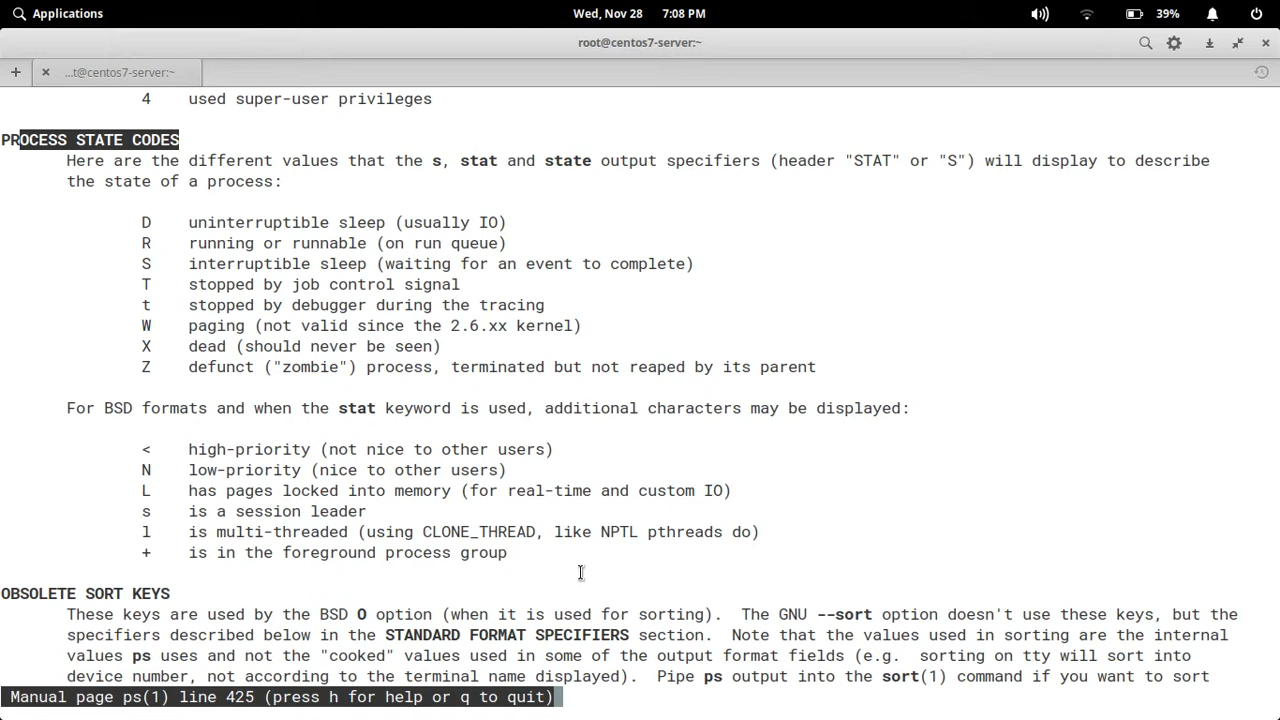 Applications
Wed, Nov 28 7:08 PM
39%
root@centos7-server:~
...t@centos7-server:~
4 used super-user privileges
PROCESS STATE CODES
Here are the different values that the s, stat and state output specifiers (header "STAT" or "S") will display to describe
the state of a process:
D uninterruptible sleep (usually IO)
R running or runnable (on run queue)
S interruptible sleep (waiting for an event to complete)
T stopped by job control signal
t stopped by debugger during the tracing
W paging (not valid since the 2.6.xx kernel)
X dead (should never be seen)
Z defunct ("zombie") process, terminated but not reaped by its parent
For BSD formats and when the stat keyword is used, additional characters may be displayed:
< high-priority (not nice to other users)
N low-priority (nice to other users)
L has pages locked into memory (for real-time and custom IO)
s is a session leader
l is multi-threaded (using CLONE_THREAD, like NPTL pthreads do)
+ is in the foreground process group
OBSOLETE SORT KEYS
These keys are used by the BSD O option (when it is used for sorting). The GNU --sort option doesn't use these keys, but the
specifiers described below in the STANDARD FORMAT SPECIFIERS section. Note that the values used in sorting are the internal
values ps uses and not the "cooked" values used in some of the output format fields (e.g. sorting on tty will sort into
device number, not according to the terminal name displayed). Pipe ps output into the sort(1) command if you want to sort
Manual page ps(1) line 425 (press h for help or q to quit)